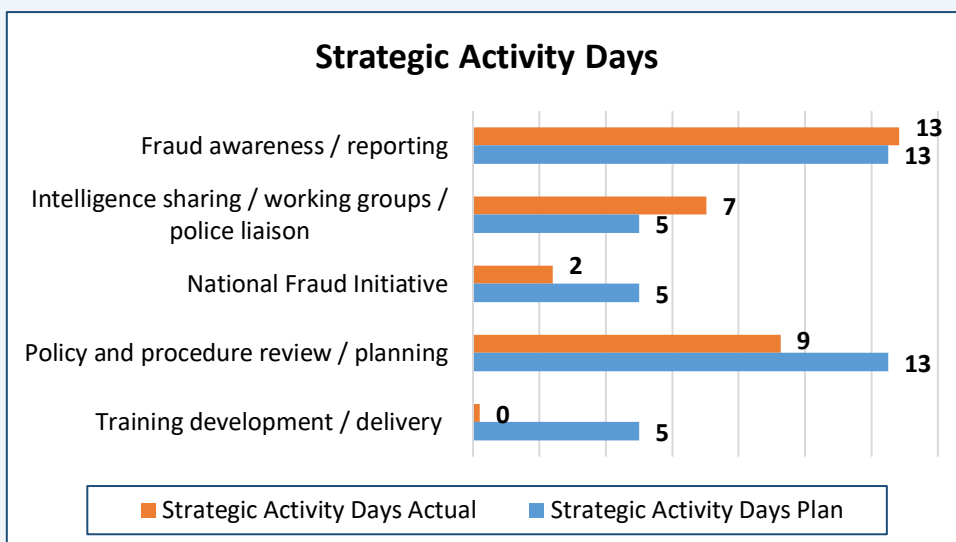 Strategic Activity Days
Fraud awareness / reporting
13
13
Intelligence sharing / working groups /
police liaison
7
5
National Fraud Initiative
2
5
Policy and procedure review / planning
9
13
Training development / delivery
0
5
Strategic Activity Days Actual
Strategic Activity Days Plan